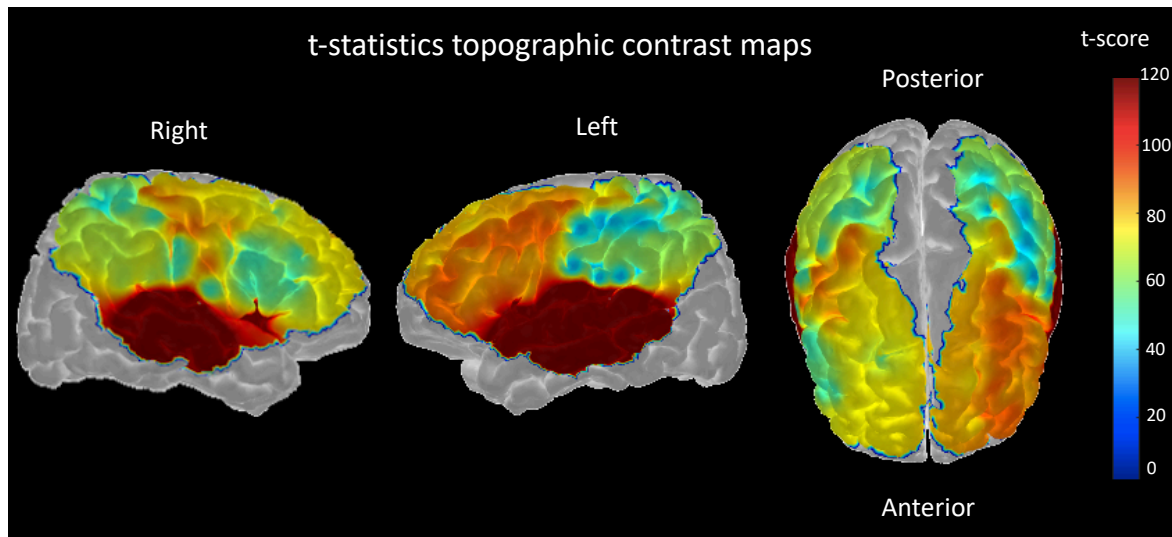 t-statistics topographic contrast maps
t-score
Right
Left
Posterior
Anterior
120
100
80
60
40
20
0